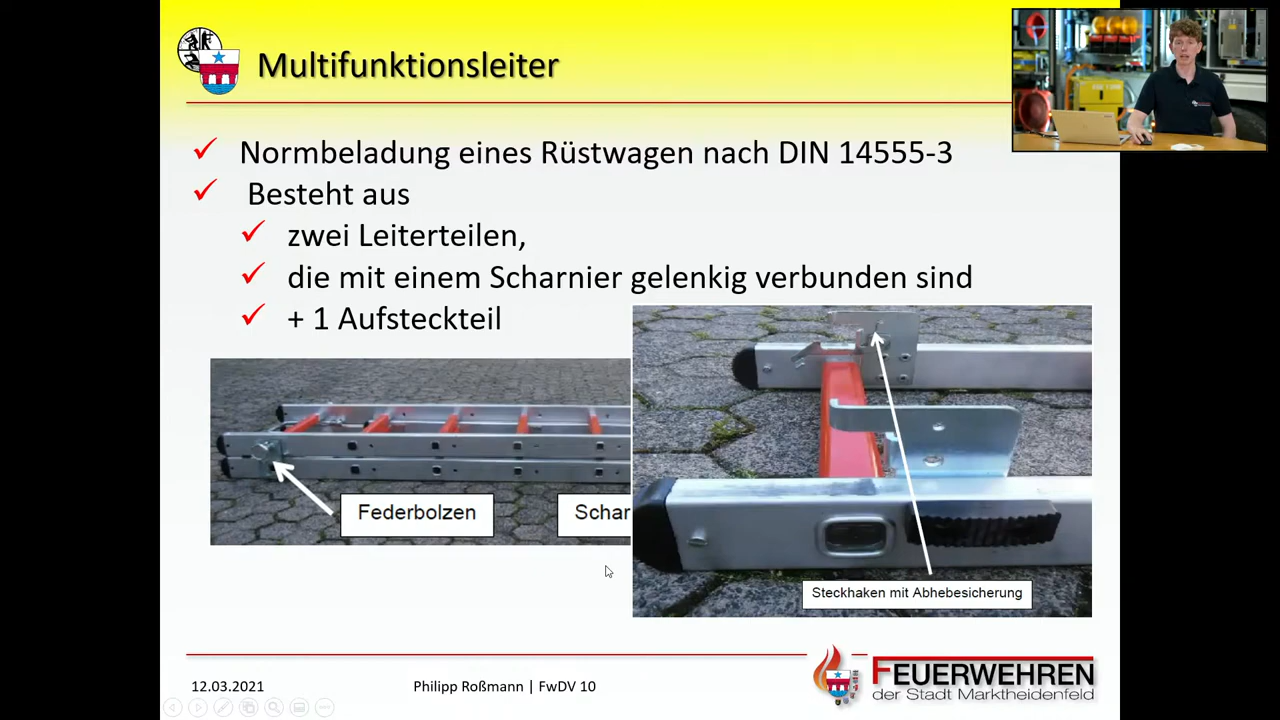 Multifunktionsleiter
Normbeladung eines Rüstwagen nach DIN 14555-3
Besteht aus
zwei Leiterteilen,
die mit einem Scharnier gelenkig verbunden sind
+ 1 Aufsteckteil
Federbolzen
Schar
Steckhaken mit Abhebesicherung
12.03.2021
Philipp Roßmann | FwDV 10
FEUERWEHREN
der Stadt Marktheidenfeld